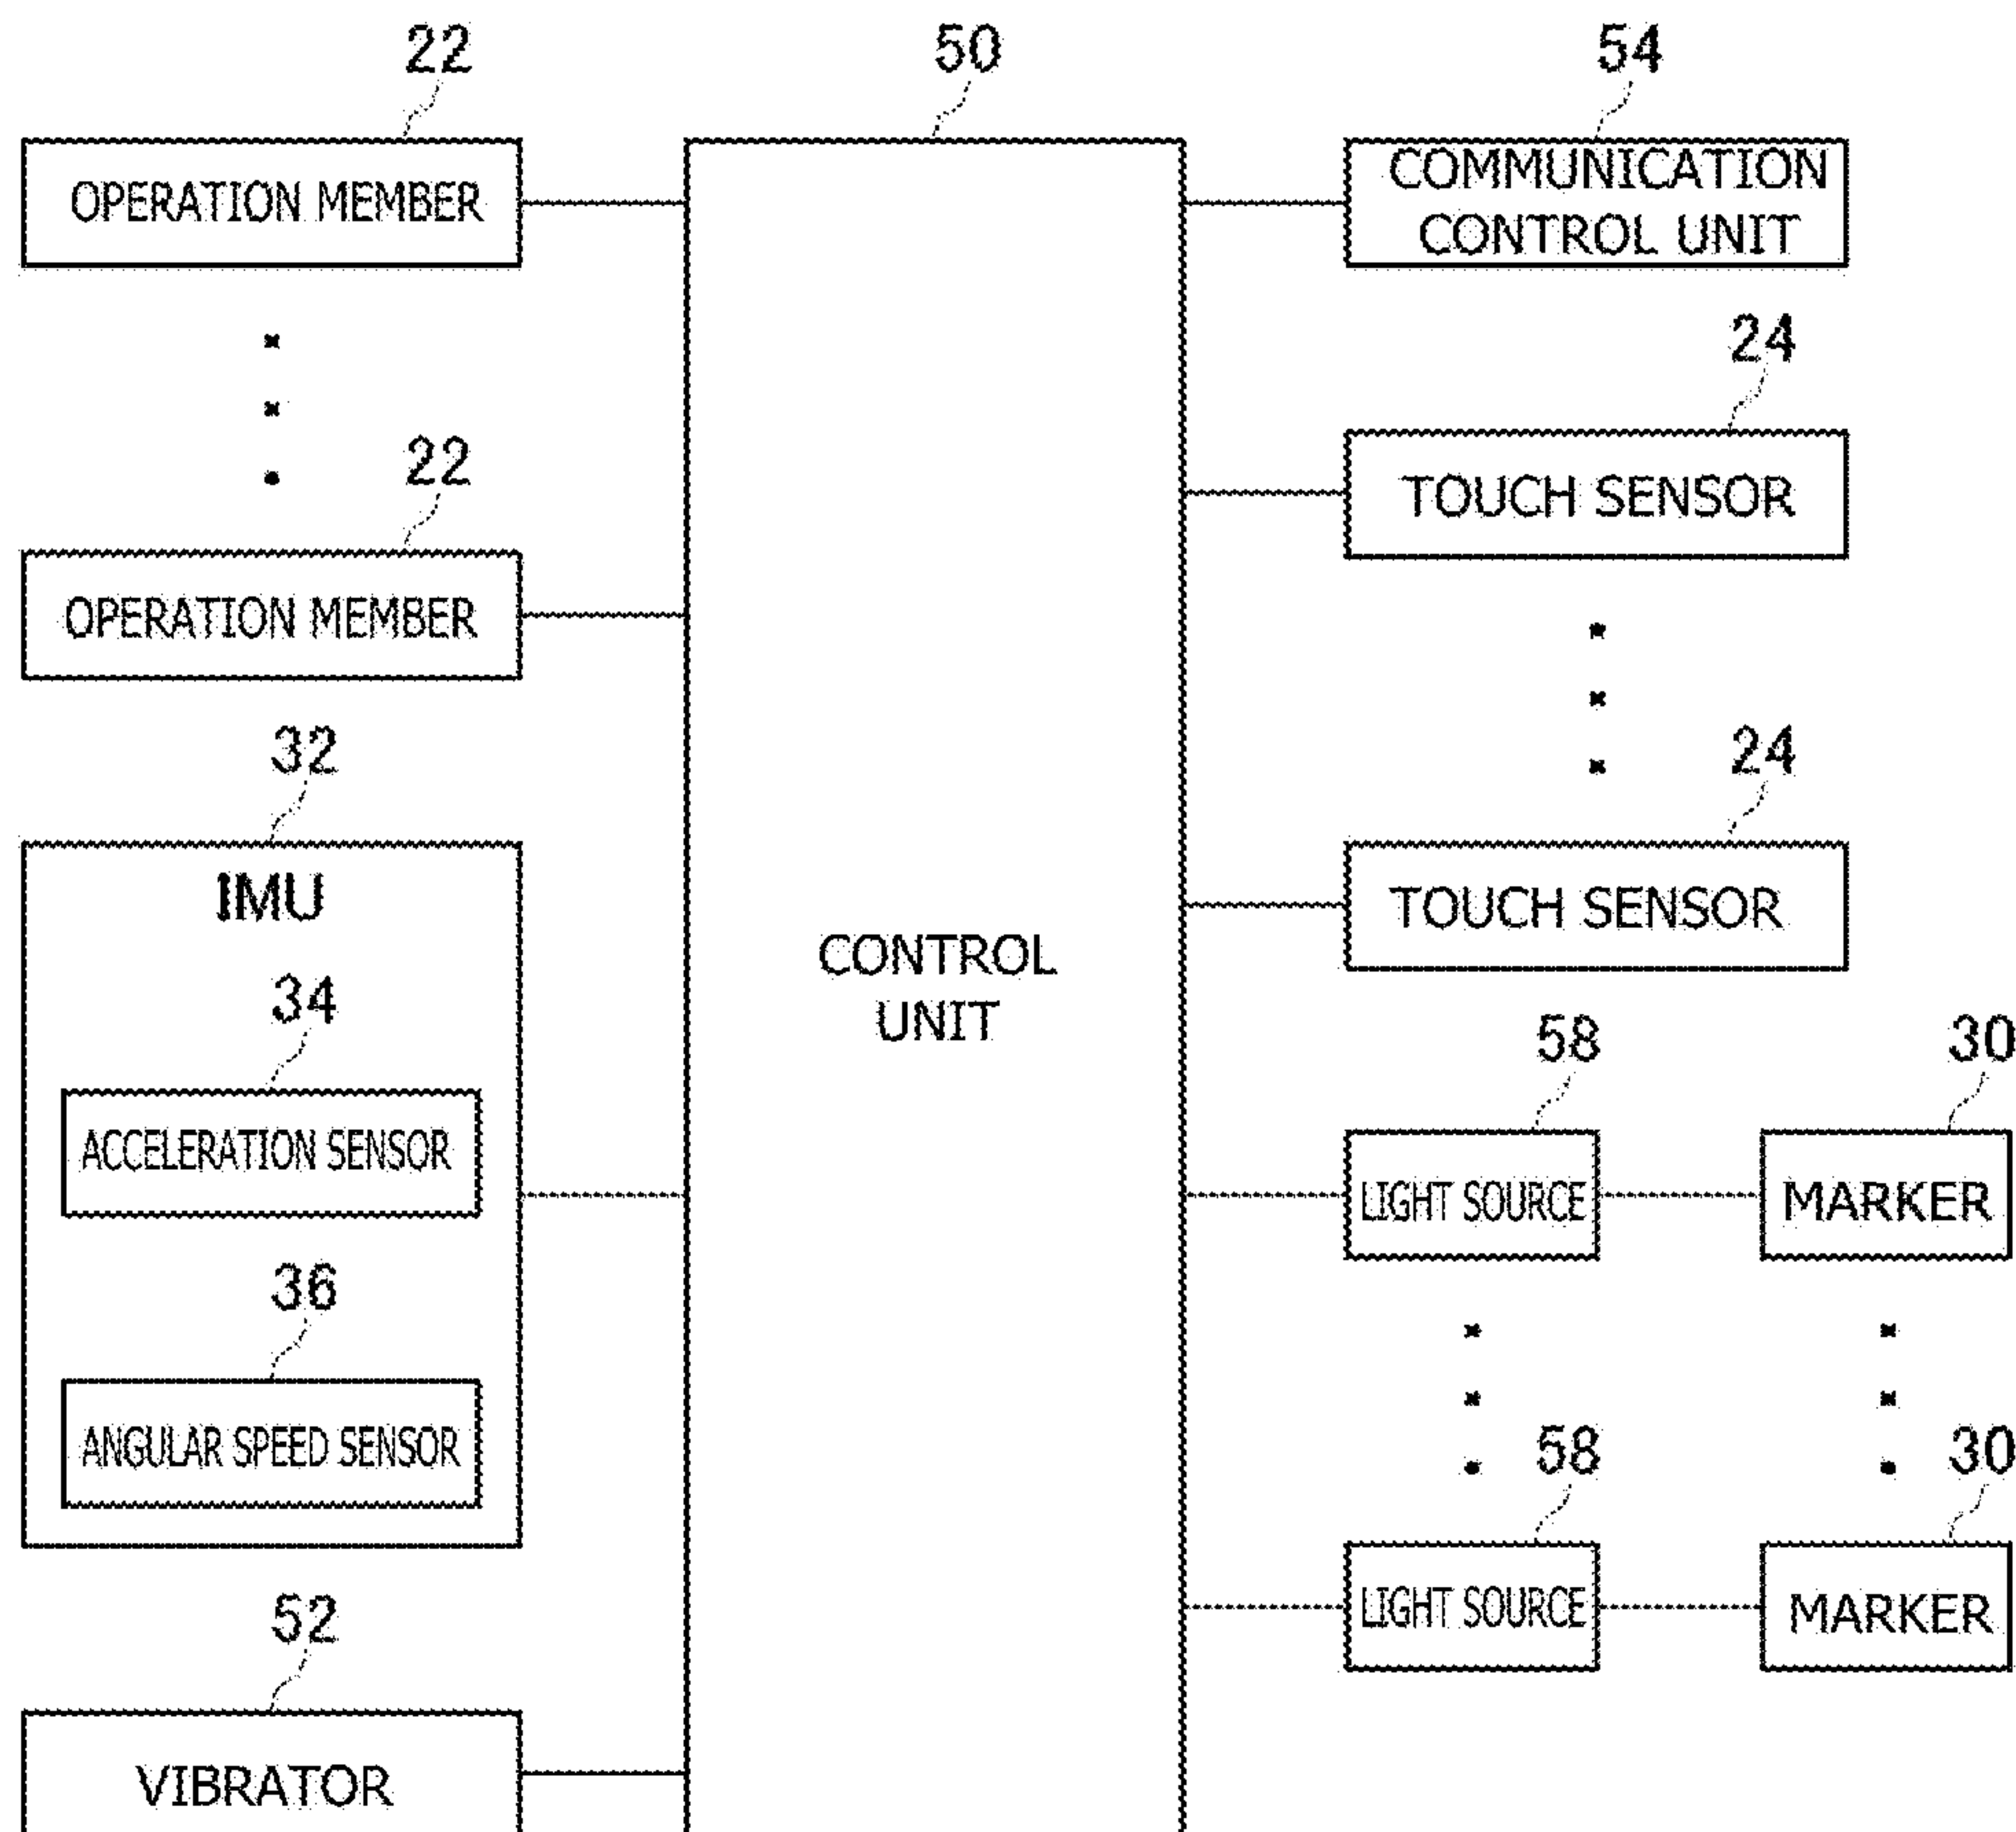 22
OPERATION MEMBER
22
OPERATION MEMBER
32
IMU
34
ACCELERATION SENSOR
36
ANGULAR SPEED SENSOR
52
VIBRATOR
50
CONTROL
UNIT
54
COMMUNICATION
CONTROL UNIT
24
TOUCH SENSOR
24
TOUCH SENSOR
58
LIGHT SOURCE
30
MARKER
58
LIGHT SOURCE
30
MARKER